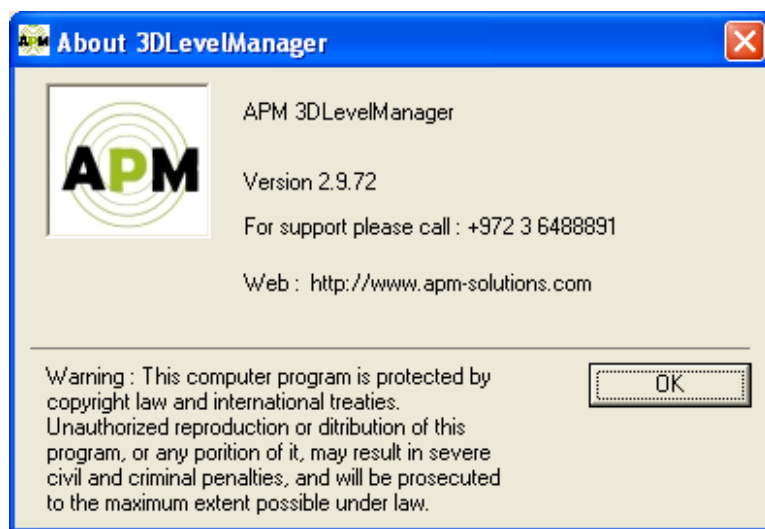 About 3DLevelManager
APM
APM 3DLevelManager
APM
Version 2.9.72
For support please call : +972 3 6488891
Web : http://www.apm-solutions.com
Warning : This computer program is protected by
copyright law and international treaties.
Unauthorized reproduction or ditribution of this
program, or any porition of it, may result in severe
civil and criminal penalties, and will be prosecuted
to the maximum extent possible under law.
OK